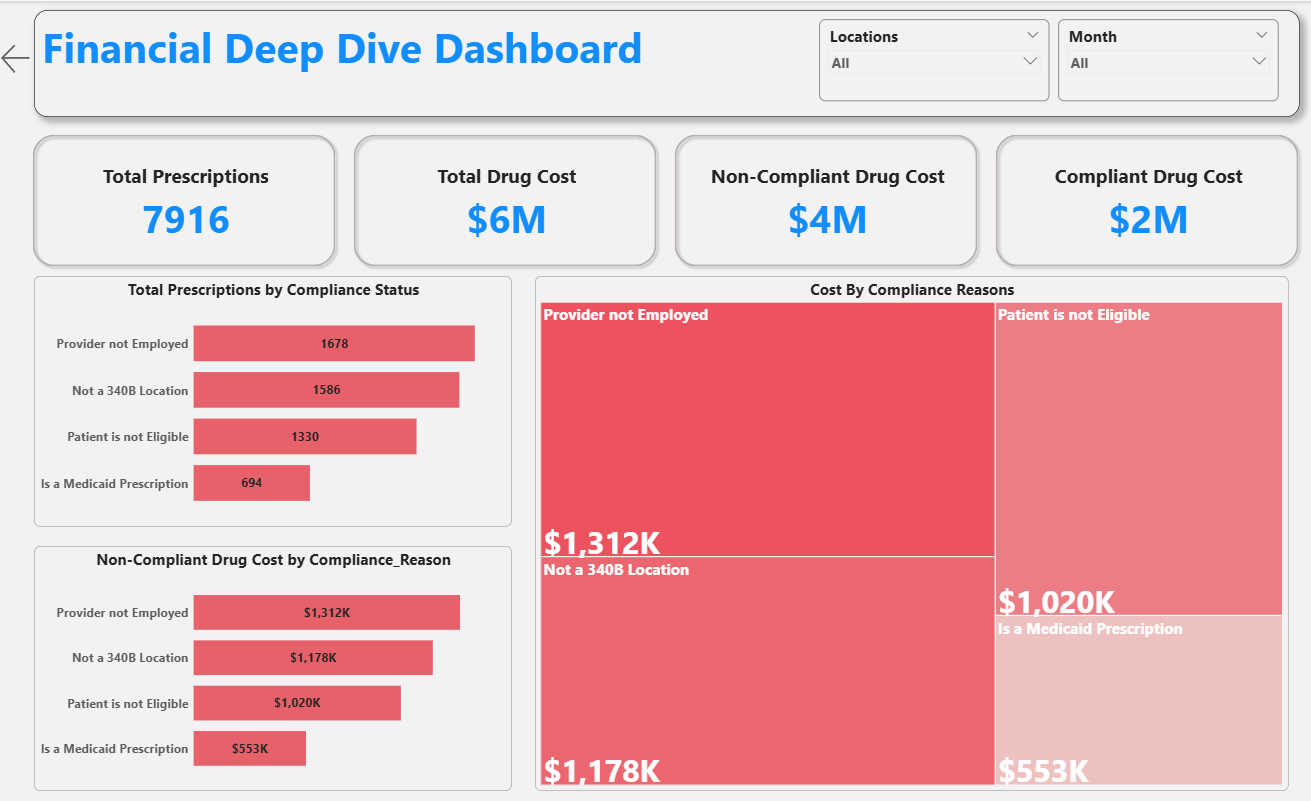 Financial Deep Dive Dashboard
Locations
All
Month
All
Total Prescriptions
7916
Total Drug Cost
$6M
Non-Compliant Drug Cost
$4M
Compliant Drug Cost
$2M
Total Prescriptions by Compliance Status
Provider not Employed 1678
Not a 340B Location 1586
Patient is not Eligible 1330
Is a Medicaid Prescription 694
Non-Compliant Drug Cost by Compliance_Reason
Provider not Employed $1,312K
Not a 340B Location $1,178K
Patient is not Eligible $1,020K
Is a Medicaid Prescription $553K
Cost By Compliance Reasons
Provider not Employed
$1,312K
Not a 340B Location
$1,178K
Patient is not Eligible
$1,020K
Is a Medicaid Prescription
$553K